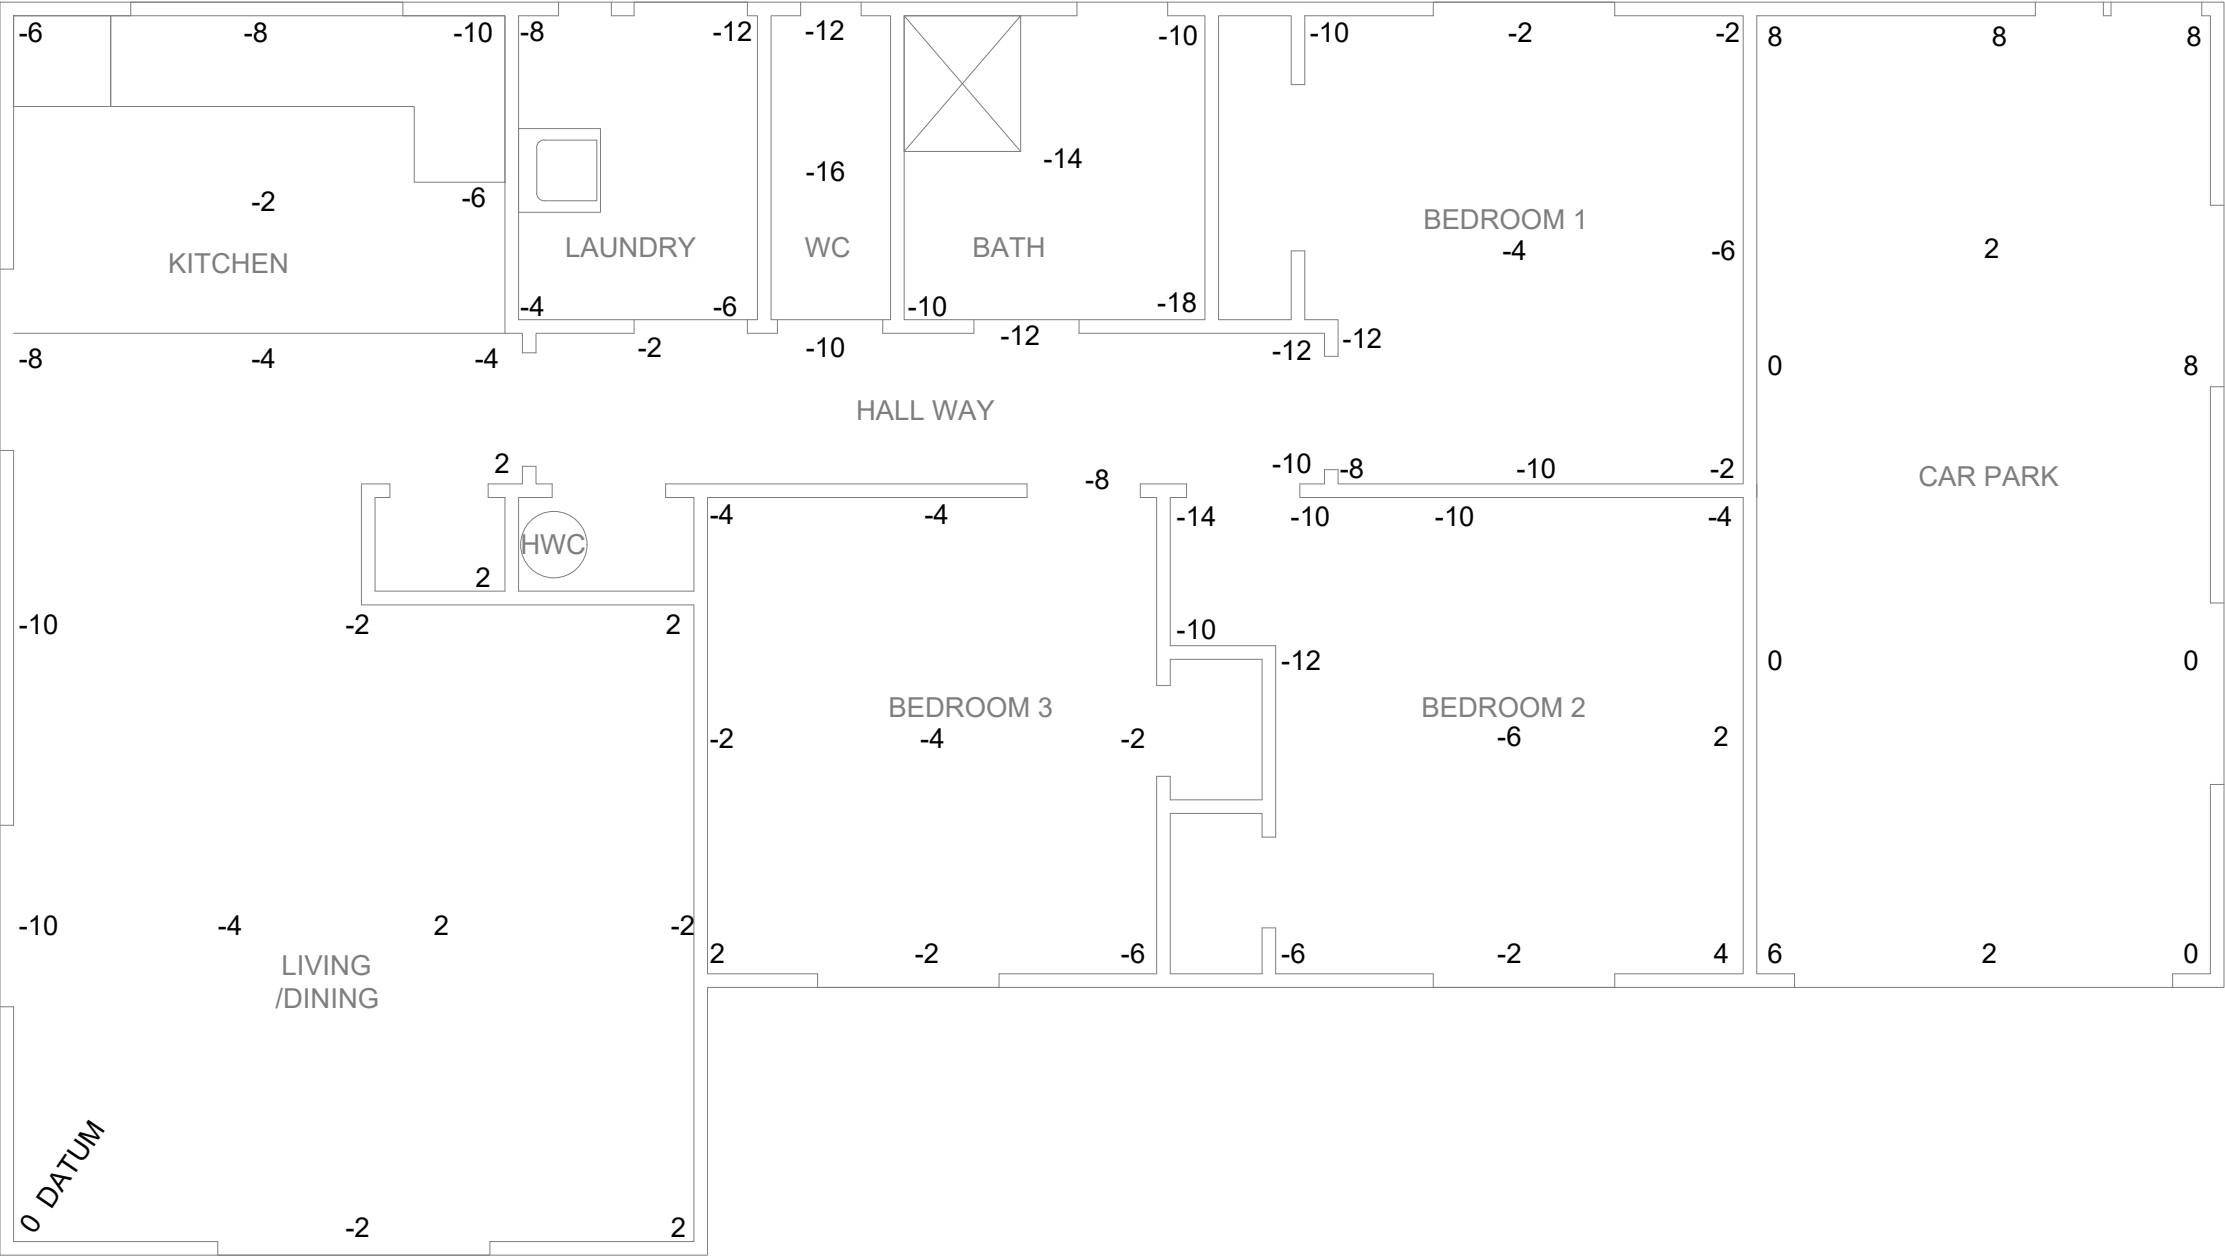 -6 -8 -10 -8 -12 -12 -10 -10 -2 -2 8 8 8
-14
-16
-2 -6
BEDROOM 1
KITCHEN LAUNDRY WC BATH -4 -6 2
-4 -6 -10 -18
-8 -4 -4 -2 -10 -12 -12 -12 0 8
HALL WAY
2 -8 -10 -8 -10 -2 CAR PARK
-4 -4 -14 -10 -10 -4
HWC
2
-10 -2 2 -10
-12 0 0
BEDROOM 3 BEDROOM 2
-2 -4 -2 -6 2
-10 -4 2 -2
2 -2 -6 -6 -2 4 6 2 0
LIVING
/DINING
0 DATUM
-2 2